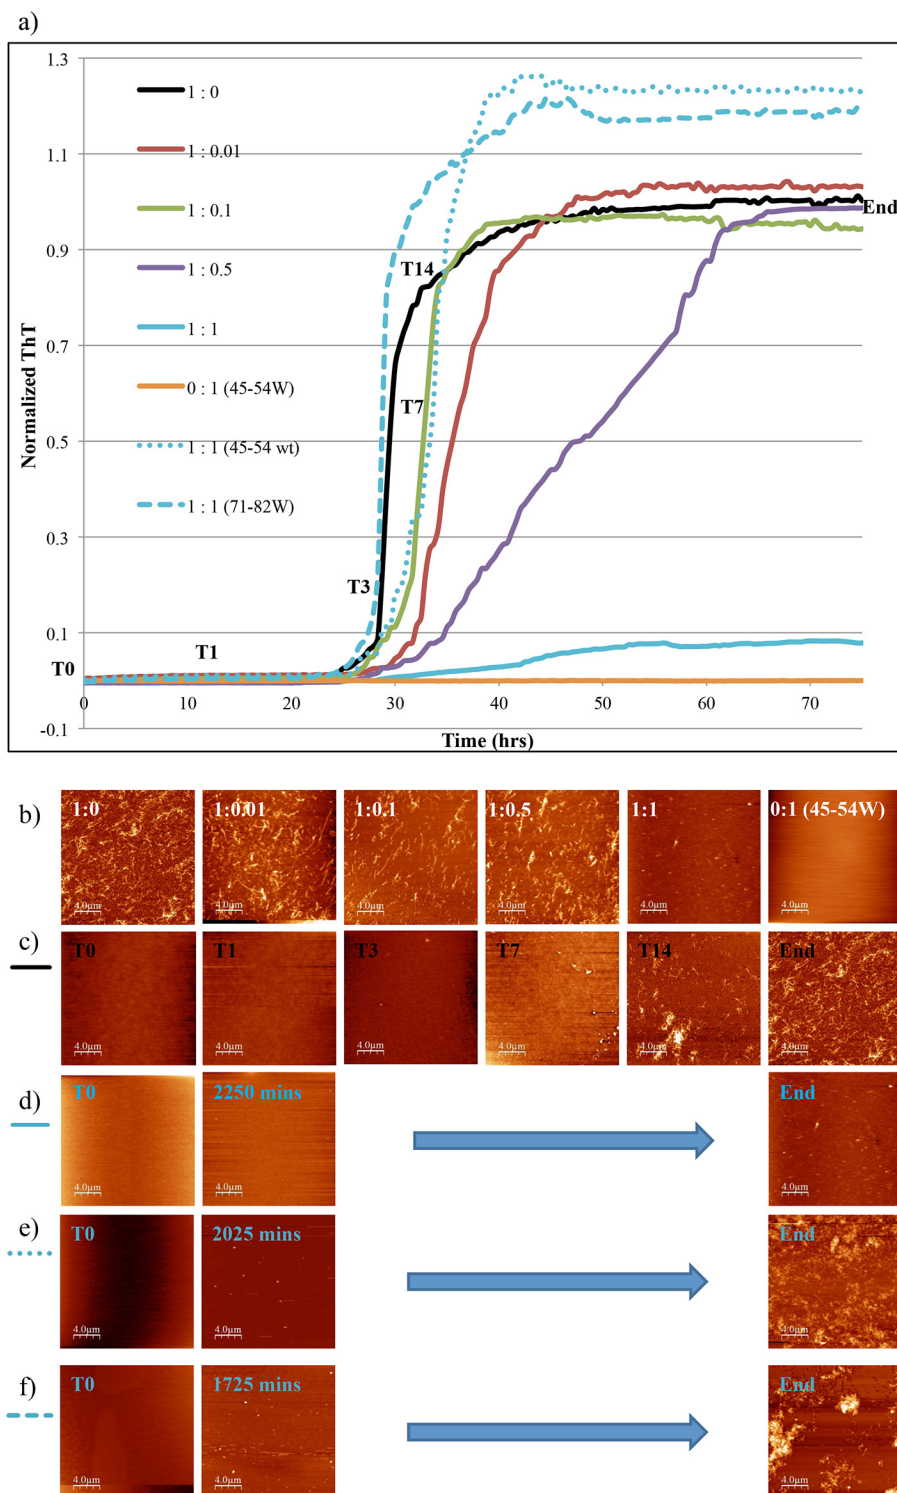 a)
1.3
1.1
0.9
0.7
0.5
0.3
0.1
-0.1
Normalized ThT
1 : 0
1 : 0.01
1 : 0.1
1 : 0.5
1 : 1
0 : 1 (45-54W)
1 : 1 (45-54 wt)
1 : 1 (71-82W)
T0
T1
T3
T7
T14
End
0 10 20 30 40 50 60 70
Time (hrs)
b)
1:0 1:0.01 1:0.1 1:0.5 1:1 0:1 (45-54W)
4.0µm 4.0µm 4.0µm 4.0µm 4.0µm 4.0µm
c)
T0 T1 T3 T7 T14 End
4.0µm 4.0µm 4.0µm 4.0µm 4.0µm 4.0µm
d)
T0 2250 mins End
4.0µm 4.0µm 4.0µm
e)
T0 2025 mins End
4.0µm 4.0µm 4.0µm
f)
T0 1725 mins End
4.0µm 4.0µm 4.0µm